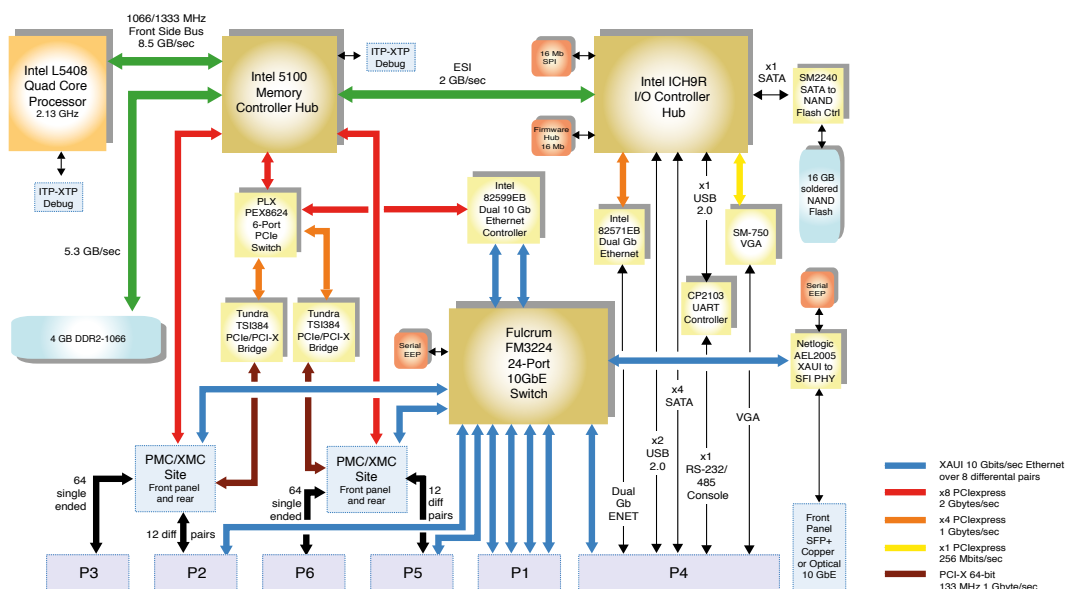 1066/1333 MHz
Front Side Bus
8.5 GB/sec
Intel L5408
Quad Core
Processor
2.13 GHz
ITP-XTP
Debug
Intel 5100
Memory
Controller Hub
ITP-XTP
Debug
ESI
2 GB/sec
16 Mb
SPI
Firmware
Hub
16 Mb
Intel ICH9R
I/O Controller
Hub
x1
SATA
SM2240
SATA to
NAND
Flash Ctrl
16 GB
soldered
NAND
Flash
5.3 GB/sec
4 GB DDR2-1066
PLX
PEX8624
6-Port
PCIe
Switch
Intel
82599EB
Dual 10 Gb
Ethernet
Controller
Intel
82571EB
Dual Gb
Ethernet
x1
USB
2.0
SM-750
VGA
Tundra
TSI384
PCIe/PCI-X
Bridge
Tundra
TSI384
PCIe/PCI-X
Bridge
Serial
EEP
Fulcrum
FM3224
24-Port
10GbE
Switch
CP2103
UART
Controller
Serial
EEP
Netlogic
AEL2005
XAUI to
SFI PHY
PMC/XMC
Site
Front panel
and rear
PMC/XMC
Site
Front panel
and rear
64
single
ended
12 diff
pairs
64
single
ended
12
diff
pairs
Dual
Gb
ENET
x2
USB
2.0
x4
SATA
x1
RS-232/
485
Console
VGA
Front
Panel
SFP+
Copper
or Optical
10 GbE
P3
P2
P6
P5
P1
P4
XAUI 10 Gbits/sec Ethernet
over 8 differental pairs
x8 PCIexpress
2 Gbytes/sec
x4 PCIexpress
1 Gbytes/sec
x1 PCIexpress
256 Mbits/sec
PCI-X 64-bit
133 MHz 1 Gbyte/sec